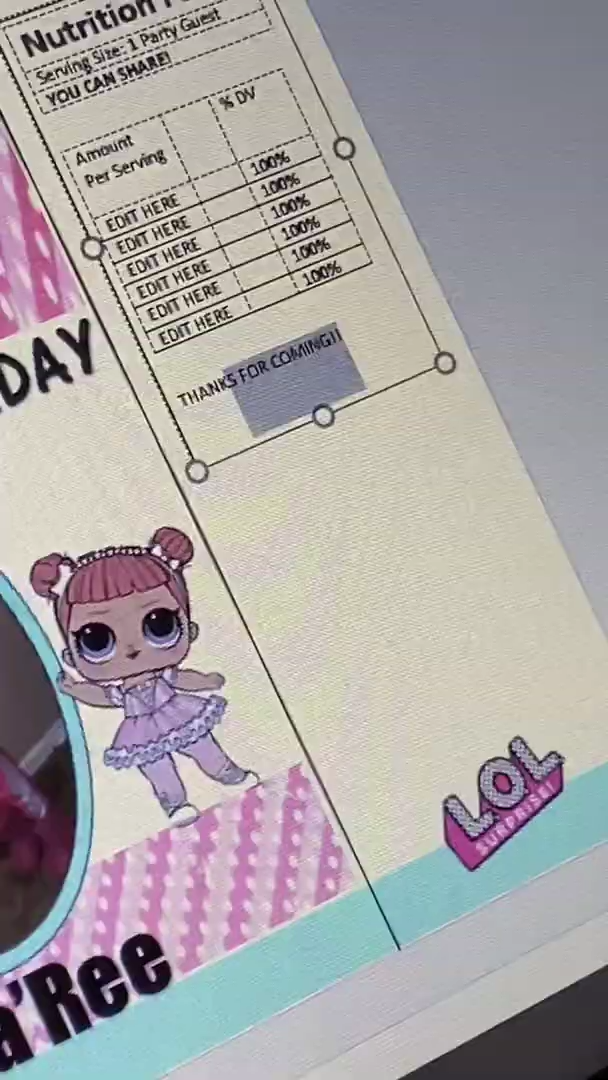 Nutrition
Serving Size: 1 Party Guest
YOU CAN SHARE!
Amount
Per Serving
% DV
EDIT HERE 100%
EDIT HERE 100%
EDIT HERE 100%
EDIT HERE 100%
EDIT HERE 100%
EDIT HERE 100%
THANKS FOR COMING!!
DAY
LOL
SURPRISE!
a'Ree